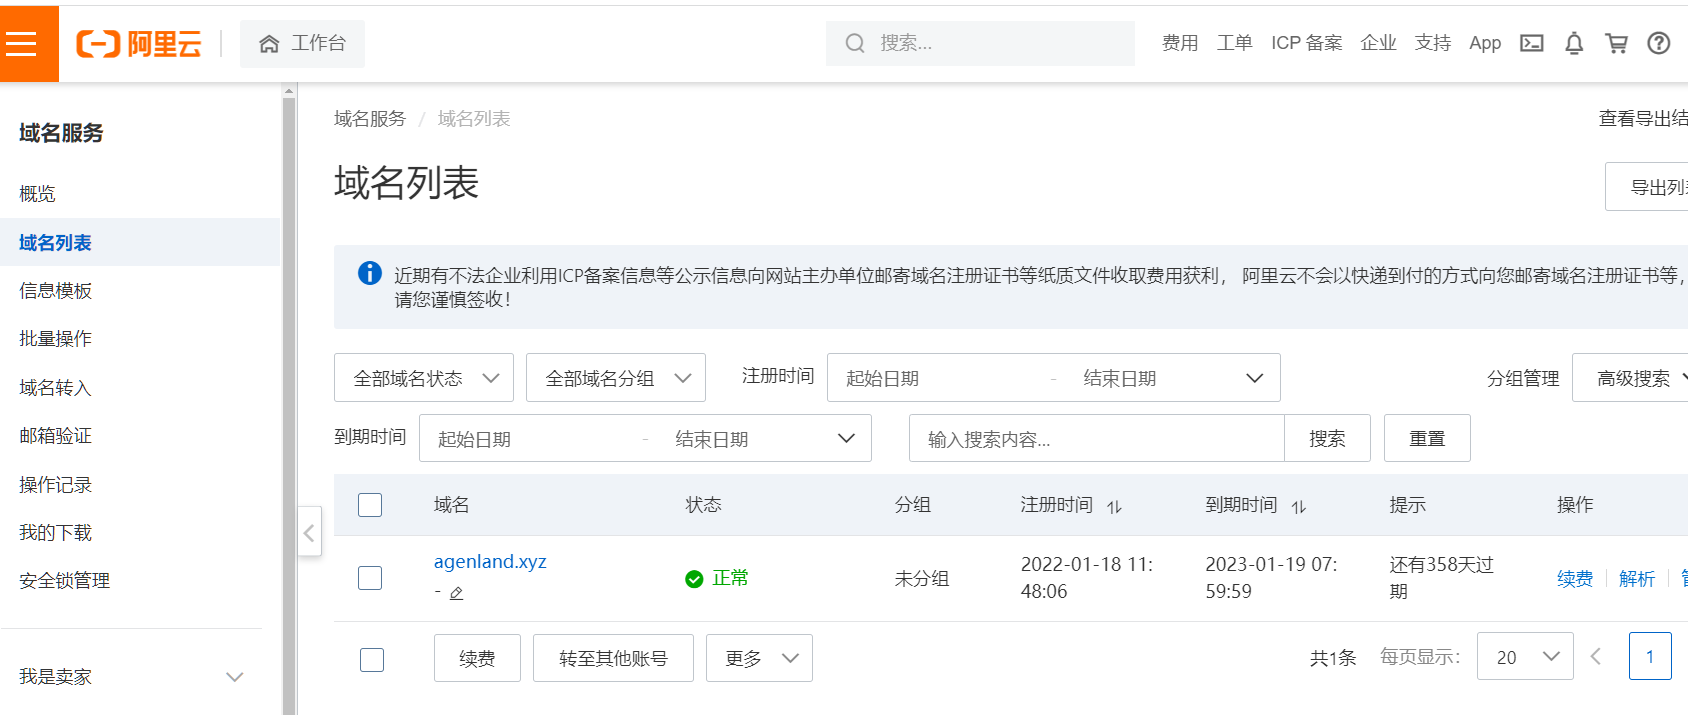 阿里云
工作台
搜索...
费用 工单 ICP 备案 企业 支持 App
域名服务
概览
域名列表
信息模板
批量操作
域名转入
邮箱验证
操作记录
我的下载
安全锁管理
我是卖家
域名服务 / 域名列表
查看导出结
域名列表
导出列
近期有不法企业利用ICP备案信息等公示信息向网站主办单位邮寄域名注册证书等纸质文件收取费用获利， 阿里云不会以快递到付的方式向您邮寄域名注册证书等，
请您谨慎签收！
全部域名状态 全部域名分组 注册时间 起始日期 - 结束日期 分组管理 高级搜索
到期时间 起始日期 - 结束日期 输入搜索内容... 搜索 重置
域名 状态 分组 注册时间 到期时间 提示 操作
agenland.xyz 正常 未分组 2022-01-18 11: 2023-01-19 07: 还有358天过 续费 解析
- 48:06 59:59 期
续费 转至其他账号 更多 共1条 每页显示： 20 1